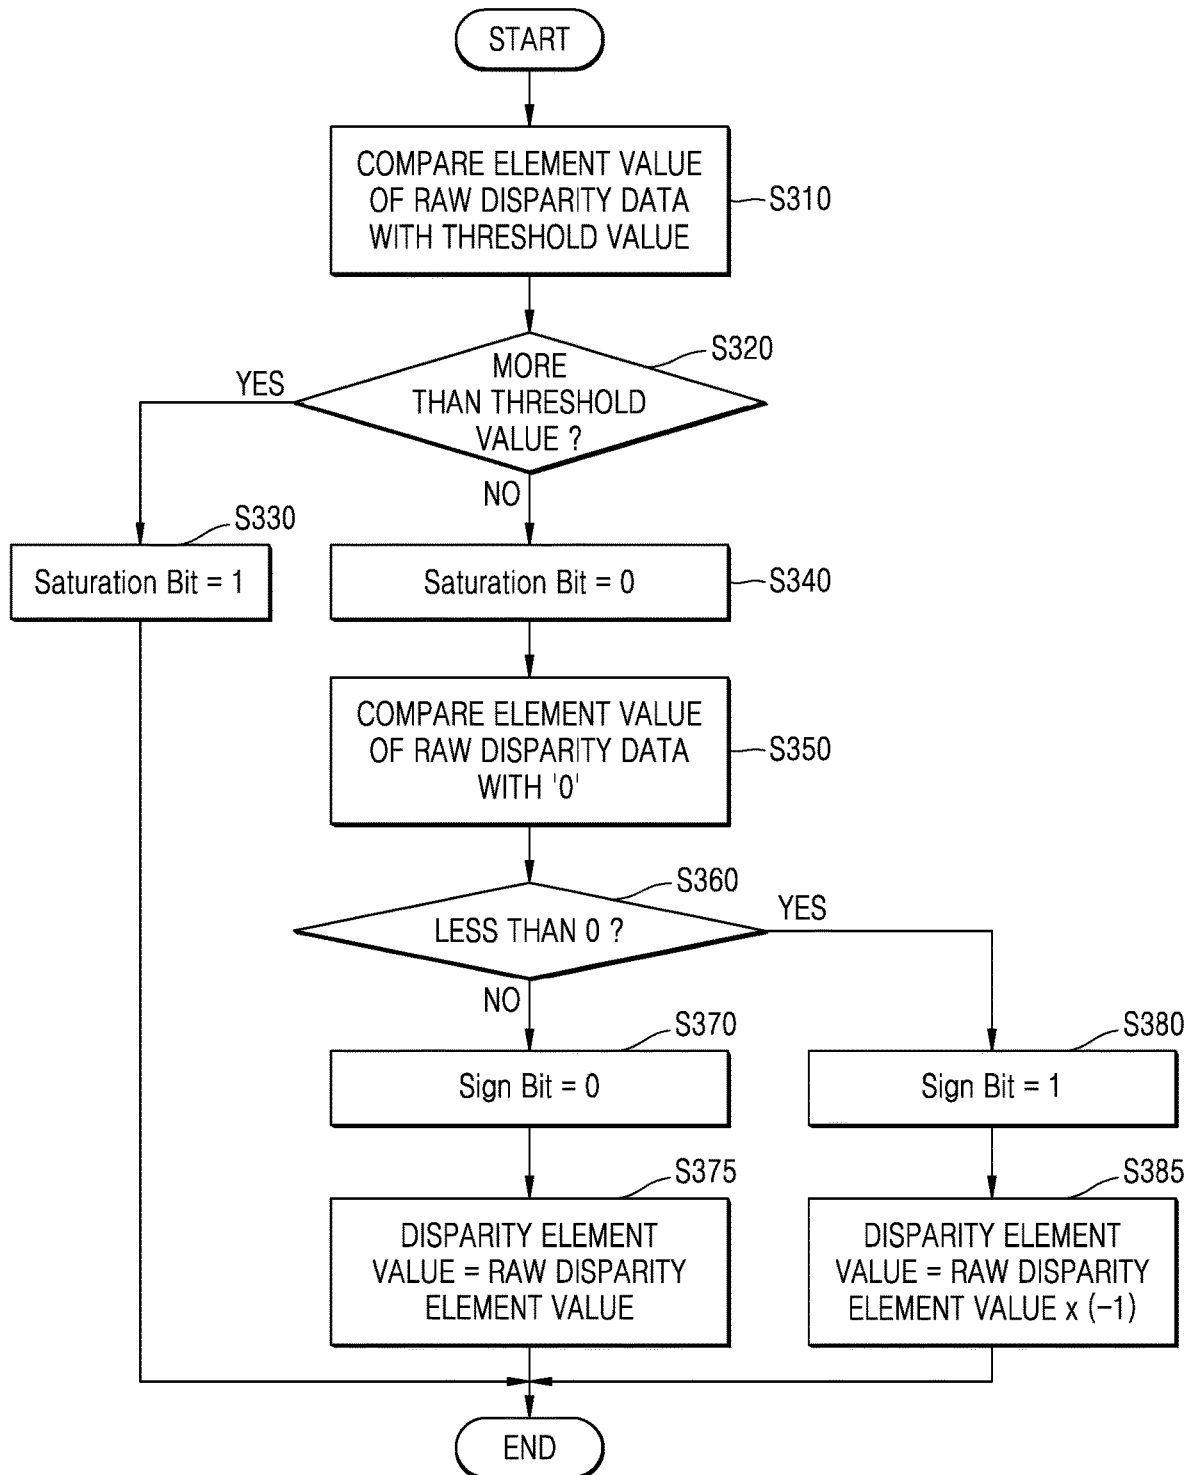 START
COMPARE ELEMENT VALUE
OF RAW DISPARITY DATA
WITH THRESHOLD VALUE
S310
S320
MORE
THAN THRESHOLD
VALUE ?
YES
NO
S330
Saturation Bit = 1
Saturation Bit = 0
S340
COMPARE ELEMENT VALUE
OF RAW DISPARITY DATA
WITH '0'
S350
S360
LESS THAN 0 ?
YES
NO
S370
Sign Bit = 0
S380
Sign Bit = 1
S375
DISPARITY ELEMENT
VALUE = RAW DISPARITY
ELEMENT VALUE
S385
DISPARITY ELEMENT
VALUE = RAW DISPARITY
ELEMENT VALUE x (−1)
END